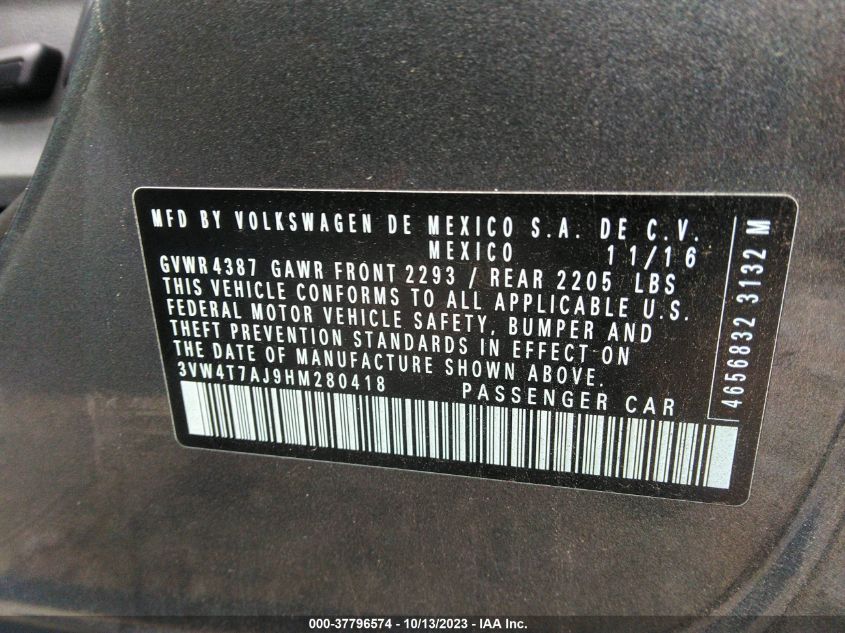 MFD BY VOLKSWAGEN DE MEXICO S.A. DE C.V.
MEXICO 11/16
GVWR 4387 GAWR FRONT 2293 / REAR 2205 LBS
THIS VEHICLE CONFORMS TO ALL APPLICABLE U.S.
FEDERAL MOTOR VEHICLE SAFETY, BUMPER AND
THEFT PREVENTION STANDARDS IN EFFECT ON
THE DATE OF MANUFACTURE SHOWN ABOVE.
3VW4T7AJ9HM280418 PASSENGER CAR
4656832 3132 M
000-37796574 - 10/13/2023 - IAA Inc.